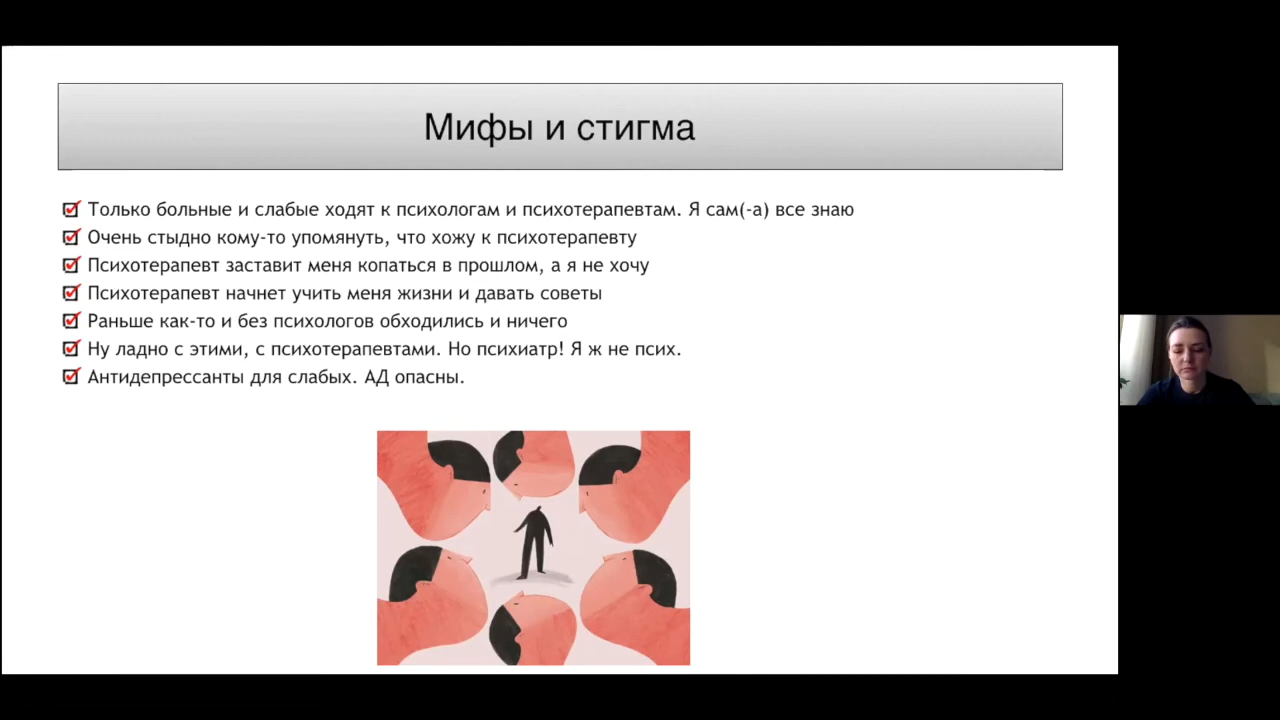 Мифы и стигма
Только больные и слабые ходят к психологам и психотерапевтам. Я сам(-а) все знаю
Очень стыдно кому-то упомянуть, что хожу к психотерапевту
Психотерапевт заставит меня копаться в прошлом, а я не хочу
Психотерапевт начнет учить меня жизни и давать советы
Раньше как-то и без психологов обходились и ничего
Ну ладно с этими, с психотерапевтами. Но психиатр! Я ж не псих.
Антидепрессанты для слабых. АД опасны.